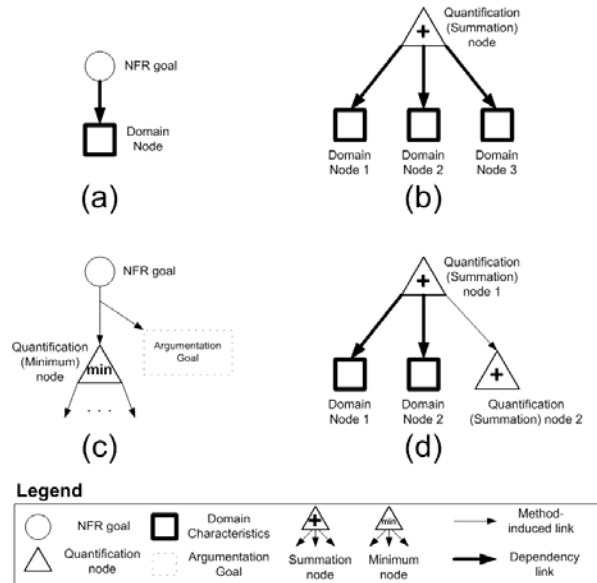 NFR goal
Domain
Node
(a)
Quantification
(Summation)
node
+
Domain
Node 1
Domain
Node 2
Domain
Node 3
(b)
NFR goal
Quantification
(Minimum)
node
min
Argumentation
Goal
. . .
(c)
Quantification
(Summation)
node 1
+
Domain
Node 1
Domain
Node 2
+
Quantification
(Summation) node 2
(d)
Legend
NFR goal
Quantification
node
Domain
Characteristics
Argumentation
Goal
+
Summation
node
min
Minimum
node
Method-
induced link
Dependency
link